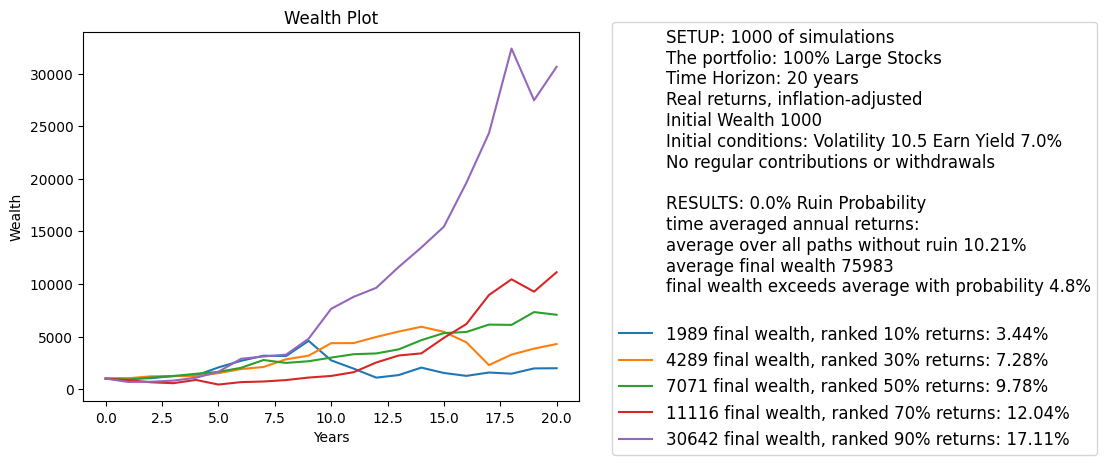 Wealth Plot
30000
25000
20000
15000
10000
5000
0
Wealth
0.0 2.5 5.0 7.5 10.0 12.5 15.0 17.5 20.0
Years
SETUP: 1000 of simulations
The portfolio: 100% Large Stocks
Time Horizon: 20 years
Real returns, inflation-adjusted
Initial Wealth 1000
Initial conditions: Volatility 10.5 Earn Yield 7.0%
No regular contributions or withdrawals
RESULTS: 0.0% Ruin Probability
time averaged annual returns:
average over all paths without ruin 10.21%
average final wealth 75983
final wealth exceeds average with probability 4.8%
1989 final wealth, ranked 10% returns: 3.44%
4289 final wealth, ranked 30% returns: 7.28%
7071 final wealth, ranked 50% returns: 9.78%
11116 final wealth, ranked 70% returns: 12.04%
30642 final wealth, ranked 90% returns: 17.11%